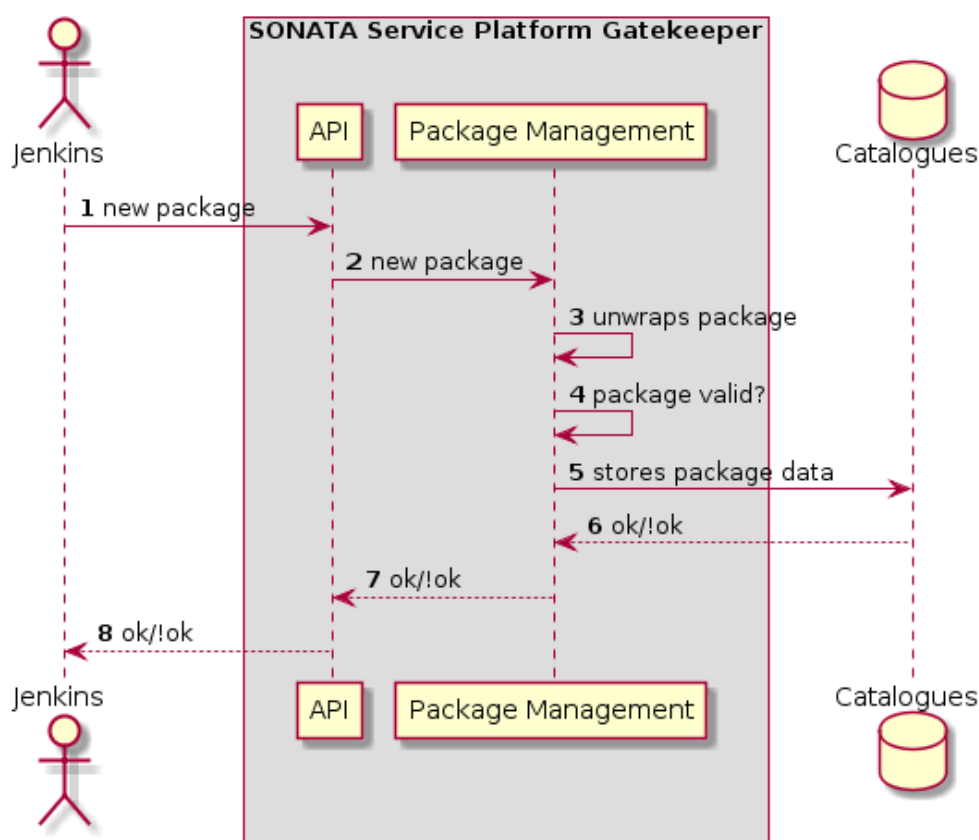 SONATA Service Platform Gatekeeper
Jenkins
API
Package Management
Catalogues
1 new package
2 new package
3 unwraps package
4 package valid?
5 stores package data
6 ok/!ok
7 ok/!ok
8 ok/!ok
Jenkins
API
Package Management
Catalogues